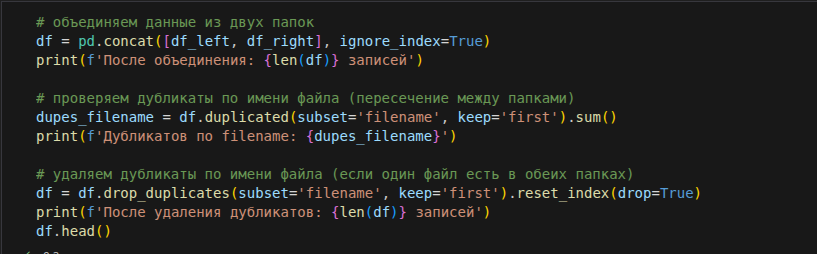 # объединяем данные из двух папок
df = pd.concat([df_left, df_right], ignore_index=True)
print(f'После объединения: {len(df)} записей')
# проверяем дубликаты по имени файла (пересечение между папками)
dupes_filename = df.duplicated(subset='filename', keep='first').sum()
print(f'Дубликатов по filename: {dupes_filename}')
# удаляем дубликаты по имени файла (если один файл есть в обеих папках)
df = df.drop_duplicates(subset='filename', keep='first').reset_index(drop=True)
print(f'После удаления дубликатов: {len(df)} записей')
df.head()